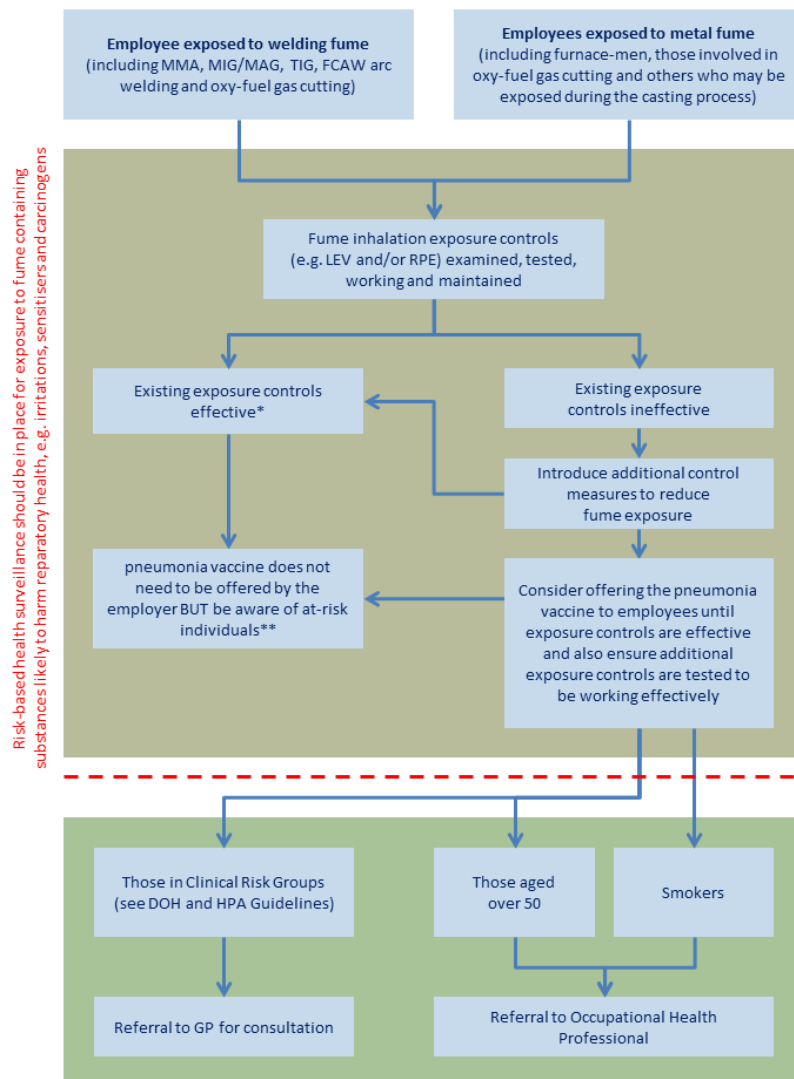 Employee exposed to welding fume
(including MMA, MIG/MAG, TIG, FCAW arc
welding and oxy-fuel gas cutting)
Employees exposed to metal fume
(including furnace-men, those involved in
oxy-fuel gas cutting and others who may be
exposed during the casting process)
Risk-based health surveillance should be in place for exposure to fume containing
substances likely to harm reparatory health, e.g. irritations, sensitisers and carcinogens
Fume inhalation exposure controls
(e.g. LEV and/or RPE) examined, tested,
working and maintained
Existing exposure controls
effective*
Existing exposure
controls ineffective
Introduce additional control
measures to reduce
fume exposure
pneumonia vaccine does not
need to be offered by the
employer BUT be aware of at-risk
individuals**
Consider offering the pneumonia
vaccine to employees until
exposure controls are effective
and also ensure additional
exposure controls are tested to
be working effectively
Those in Clinical Risk Groups
(see DOH and HPA Guidelines)
Those aged
over 50
Smokers
Referral to GP for consultation
Referral to Occupational Health
Professional